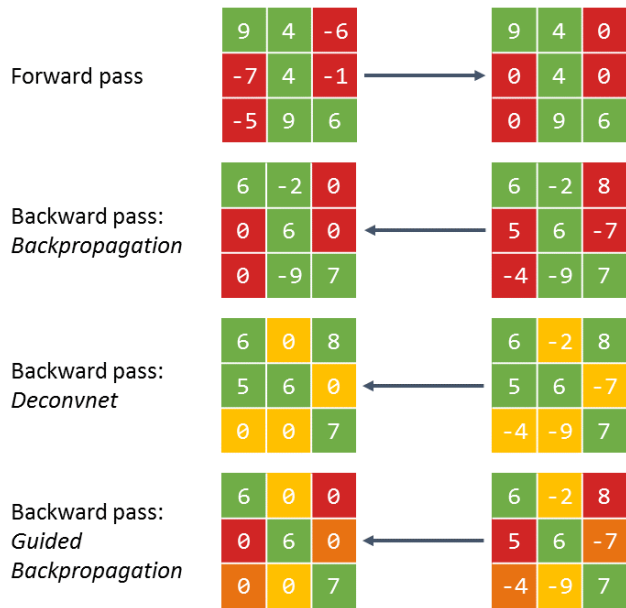 9 4 -6 9 4 0
Forward pass -7 4 -1 0 4 0
-5 9 6 0 9 6
6 -2 0 6 -2 8
Backward pass: 0 6 0 5 6 -7
Backpropagation
0 -9 7 -4 -9 7
6 0 8 6 -2 8
Backward pass: 5 6 0 5 6 -7
Deconvnet
0 0 7 -4 -9 7
6 0 0 6 -2 8
Backward pass:
Guided 0 6 0 5 6 -7
Backpropagation 0 0 7 -4 -9 7